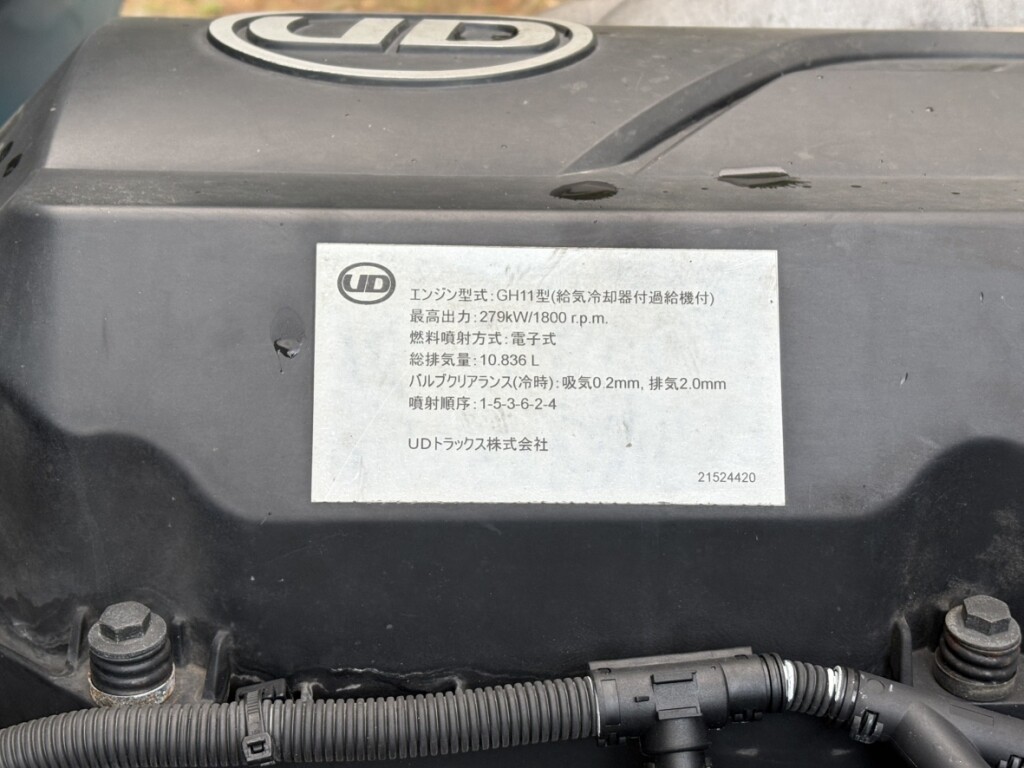 UD
UD
エンジン型式:GH11型(給気冷却器付過給機付)
最高出力:279kW/1800 r.p.m.
燃料噴射方式:電子式
総排気量:10.836 L
バルブクリアランス(冷時):吸気0.2mm, 排気2.0mm
噴射順序:1-5-3-6-2-4
UDトラックス株式会社
21524420